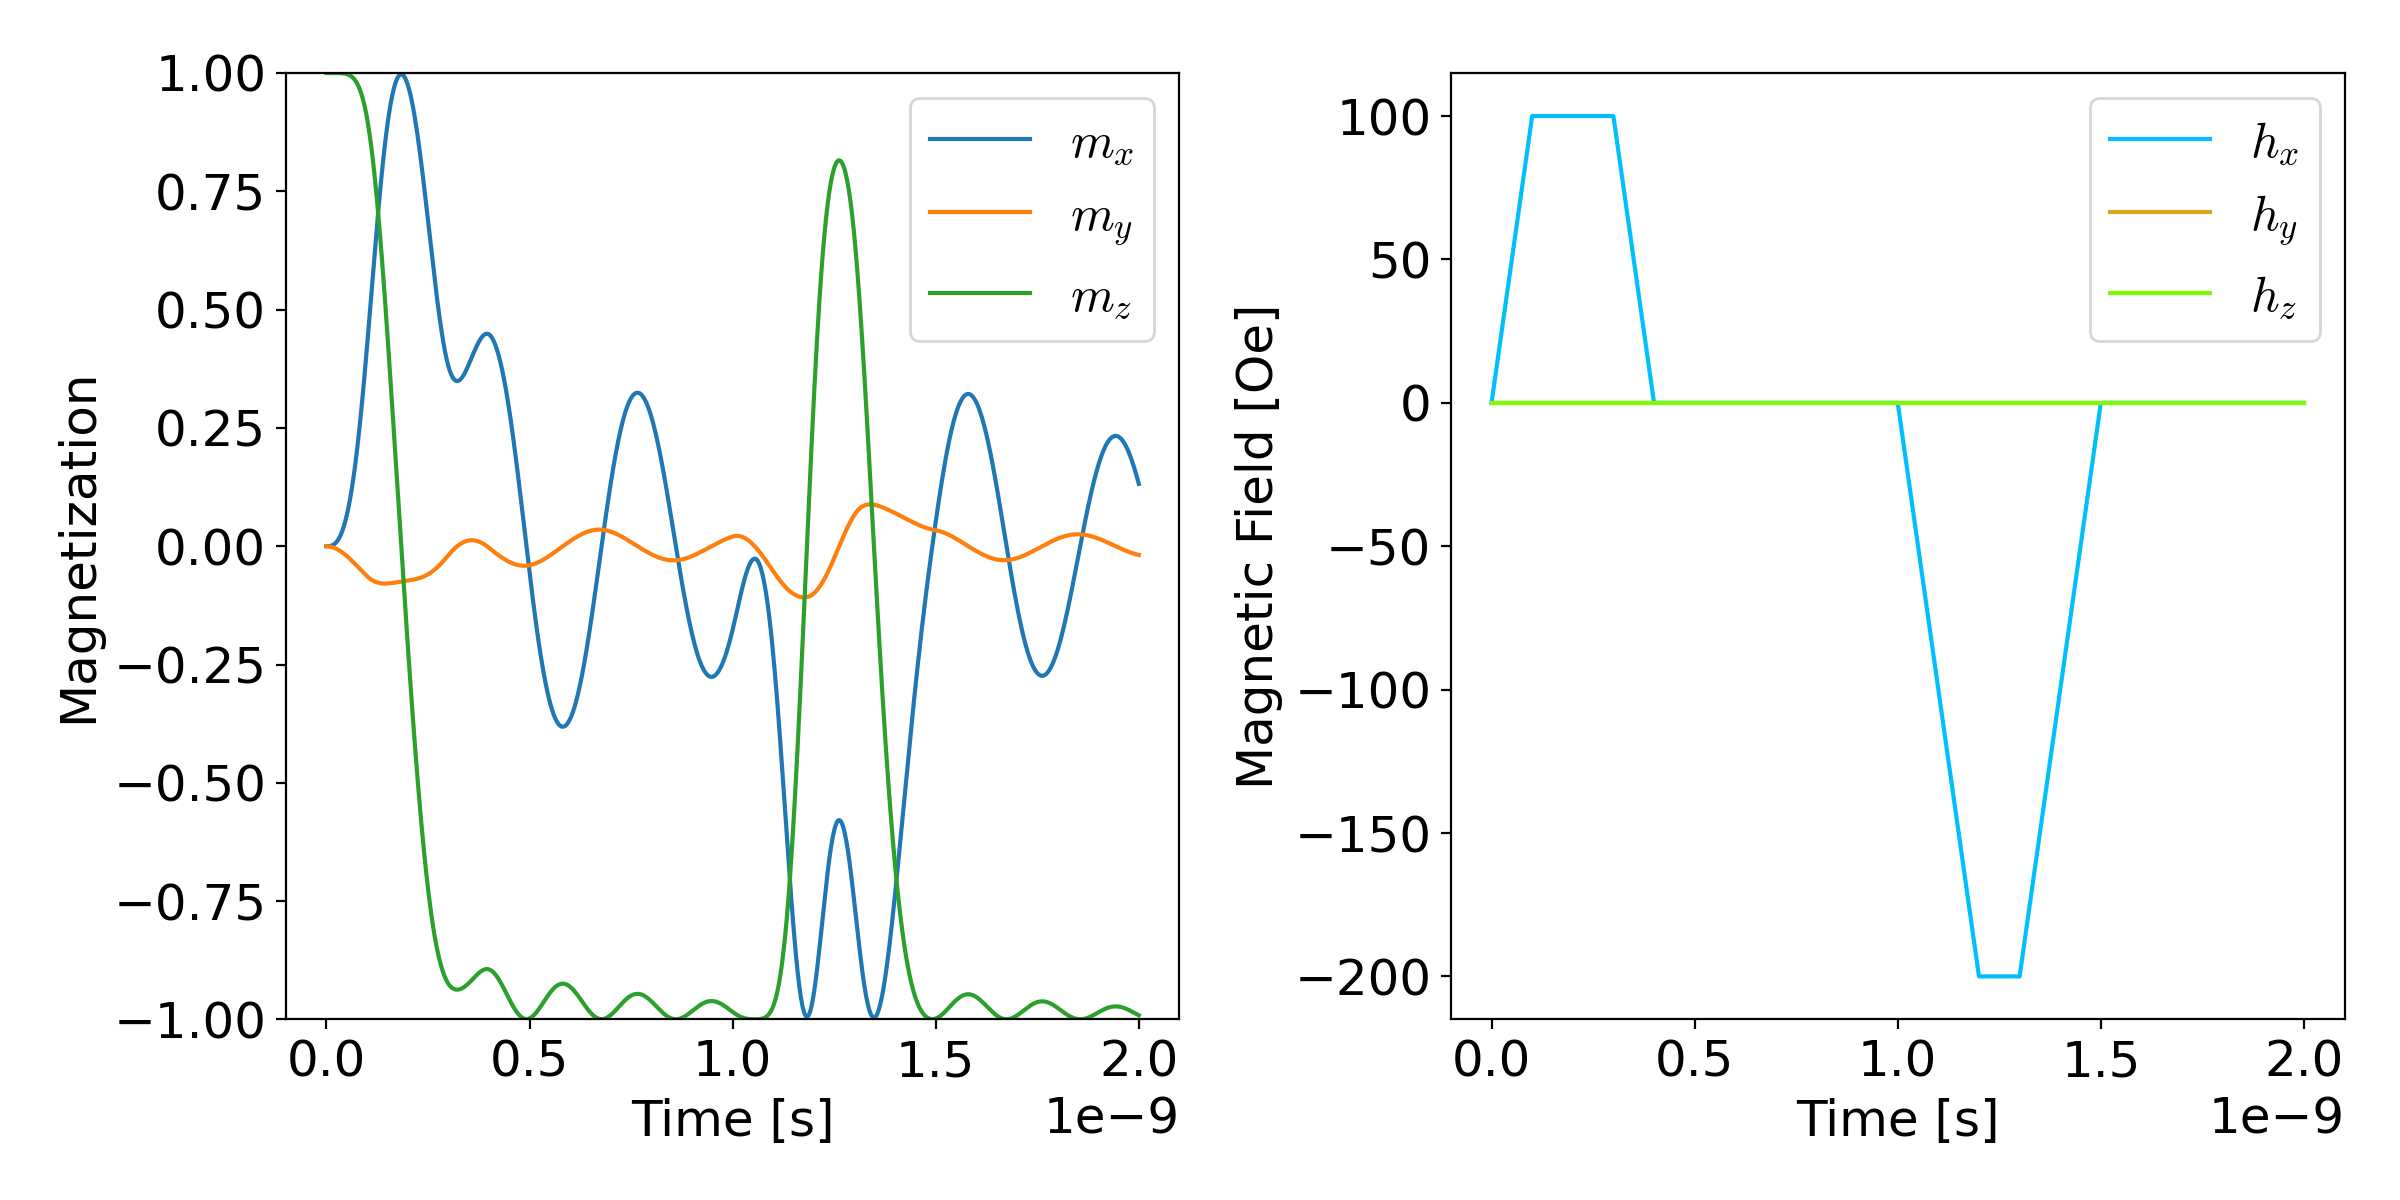 Magnetization
1.00
0.75
0.50
0.25
0.00
−0.25
−0.50
−0.75
−1.00
0.0 0.5 1.0 1.5 2.0
Time [s]
1e−9
m_x
m_y
m_z
Magnetic Field [Oe]
100
50
0
−50
−100
−150
−200
0.0 0.5 1.0 1.5 2.0
Time [s]
1e−9
h_x
h_y
h_z